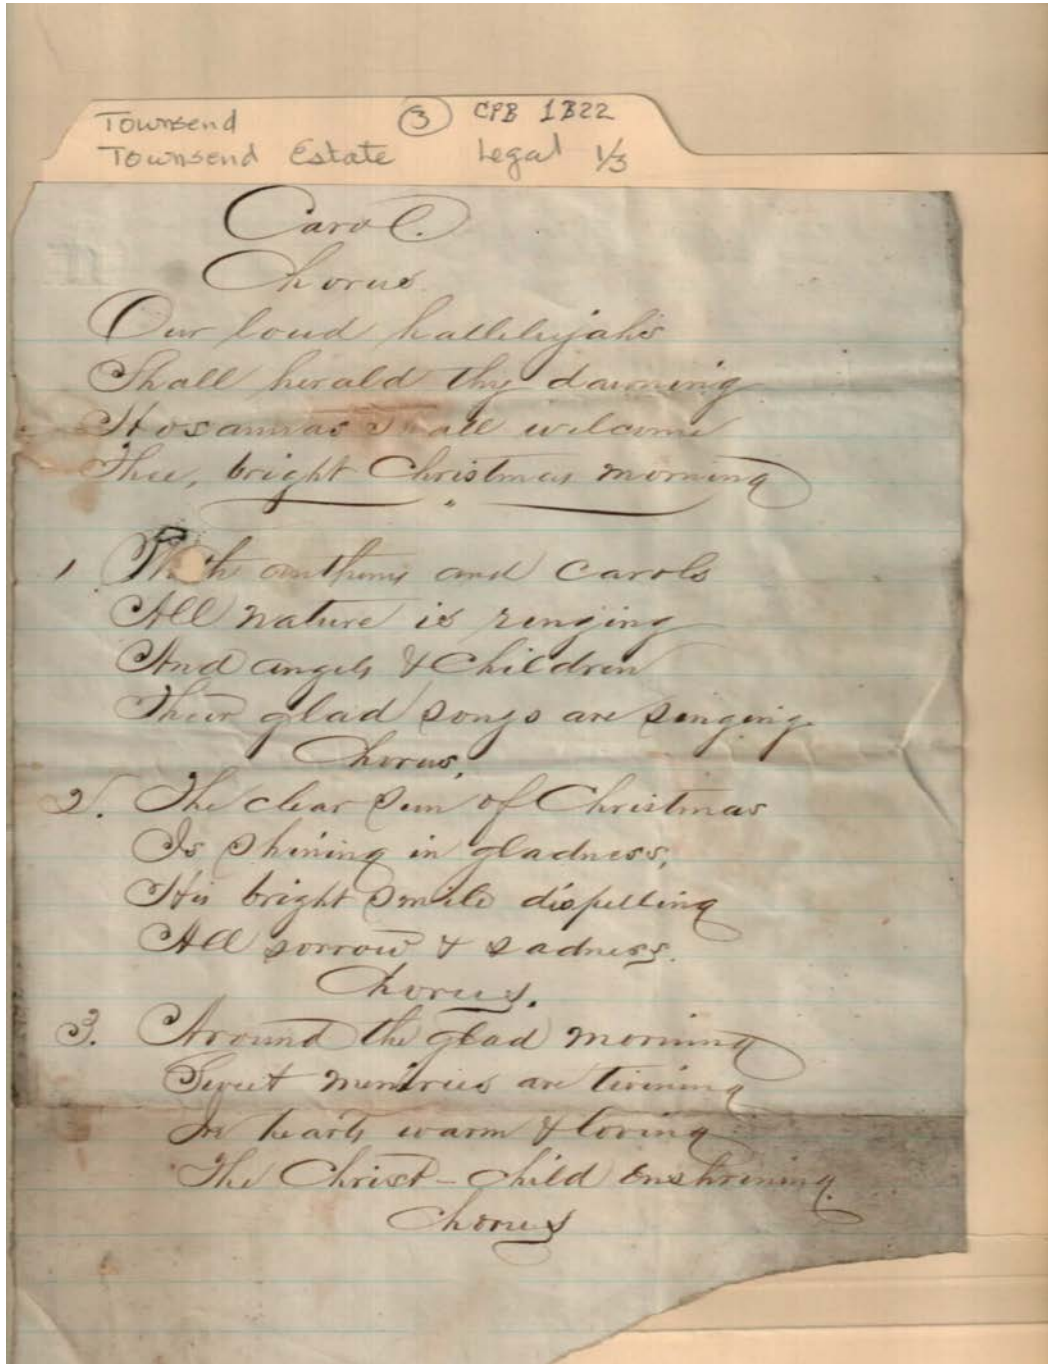 Townsend ③ CPB 1B22
Townsend Estate Legal 1/3
Carol.
Chorus
Our loud hallelujahs
Shall herald thy dawning
Hosannas shall welcome
Thee, bright Christmas morning
1 With anthems and carols
All nature is ringing
And angels & children
Their glad songs are singing.
Chorus.
2. The clear sun of Christmas
Is shining in gladness,
His bright smile dispelling
All sorrow & sadness.
Chorus.
3. Around the glad morning
Sweet memories are twining
In hearts warm & loving
The Christ-child enshrining.
Chorus